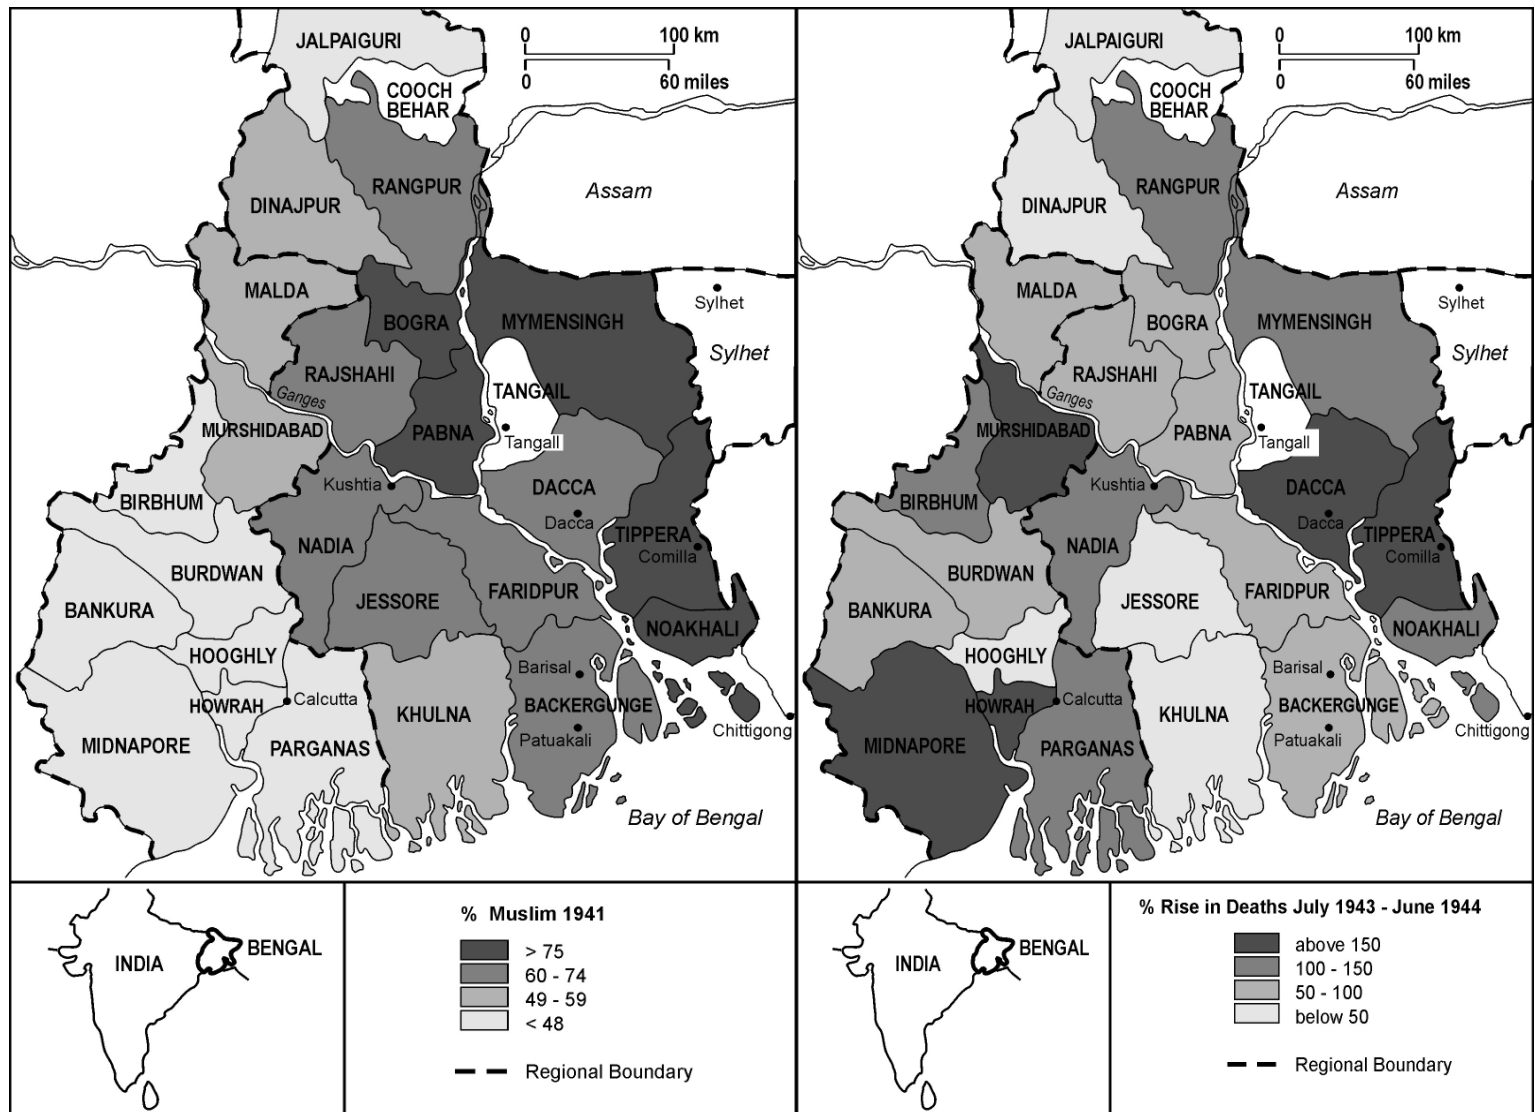 JALPAIGURI
0 100 km
0 60 miles
COOCH
BEHAR
RANGPUR
Assam
DINAJPUR
MALDA
BOGRA
MYMENSINGH
Sylhet
Sylhet
RAJSHAHI
TANGAIL
Ganges
MURSHIDABAD
PABNA
Tangall
Kushtia
DACCA
BIRBHUM
Dacca
TIPPERA
NADIA
Comilla
BURDWAN
FARIDPUR
BANKURA
JESSORE
NOAKHALI
HOOGHLY
Barisal
HOWRAH
Calcutta
KHULNA
BACKERGUNGE
Chittigong
MIDNAPORE
PARGANAS
Patuakali
Bay of Bengal
INDIA
BENGAL
% Muslim 1941
> 75
60 - 74
49 - 59
< 48
Regional Boundary
JALPAIGURI
0 100 km
0 60 miles
COOCH
BEHAR
RANGPUR
Assam
DINAJPUR
MALDA
BOGRA
MYMENSINGH
Sylhet
Sylhet
RAJSHAHI
TANGAIL
Ganges
MURSHIDABAD
PABNA
Tangall
Kushtia
DACCA
BIRBHUM
Dacca
TIPPERA
NADIA
Comilla
BURDWAN
FARIDPUR
BANKURA
JESSORE
NOAKHALI
HOOGHLY
Barisal
HOWRAH
Calcutta
KHULNA
BACKERGUNGE
Chittigong
MIDNAPORE
PARGANAS
Patuakali
Bay of Bengal
INDIA
BENGAL
% Rise in Deaths July 1943 - June 1944
above 150
100 - 150
50 - 100
below 50
Regional Boundary